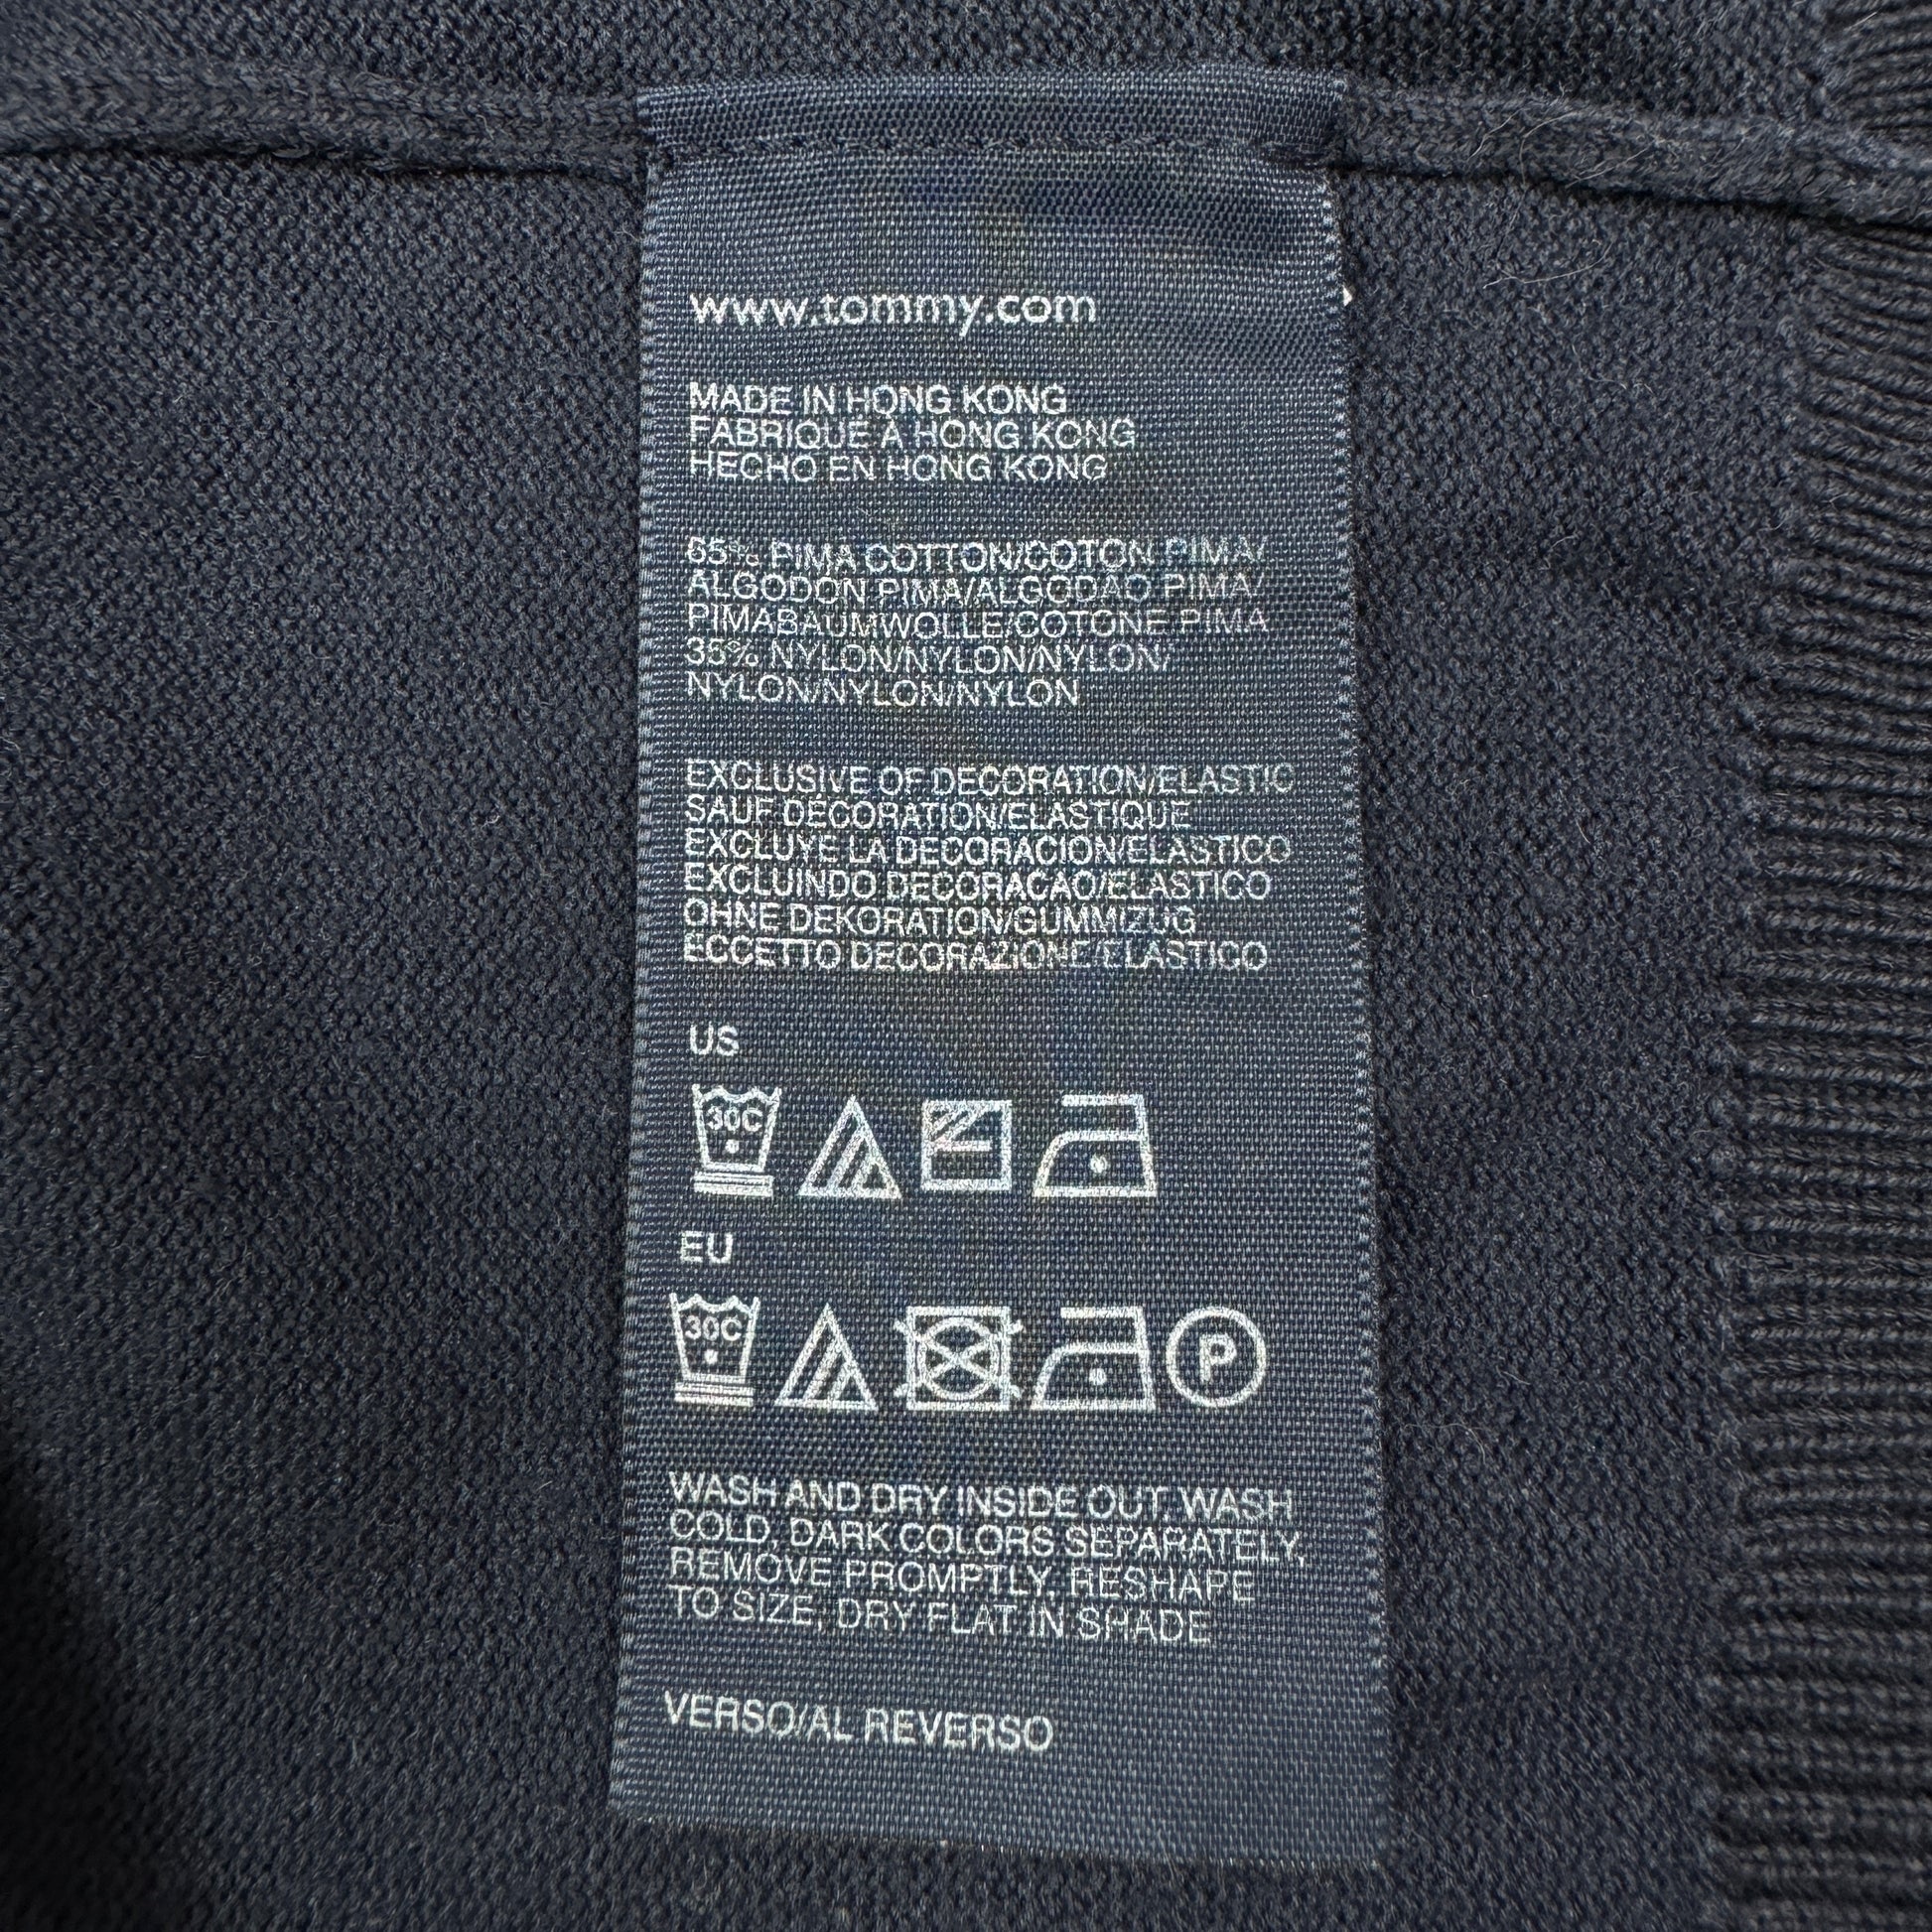 www.tommy.com
MADE IN HONG KONG
FABRIQUÉ A HONG KONG
HECHO EN HONG KONG
65% PIMA COTTON/COTON PIMA/
ALGODON PIMA/ALGODAO PIMA/
PIMABAUMWOLLE/COTONE PIMA
35% NYLON/NYLON/NYLON/
NYLON/NYLON/NYLON
EXCLUSIVE OF DECORATION/ELASTIC
SAUF DÉCORATION/ELASTIQUE
EXCLUYE LA DECORACION/ELASTICO
EXCLUINDO DECORACAO/ELASTICO
OHNE DEKORATION/GUMMIZUG
ECCETTO DECORAZIONE/ELASTICO
US
30C
EU
30C P
WASH AND DRY INSIDE OUT, WASH
COLD, DARK COLORS SEPARATELY,
REMOVE PROMPTLY, RESHAPE
TO SIZE, DRY FLAT IN SHADE
VERSO/AL REVERSO